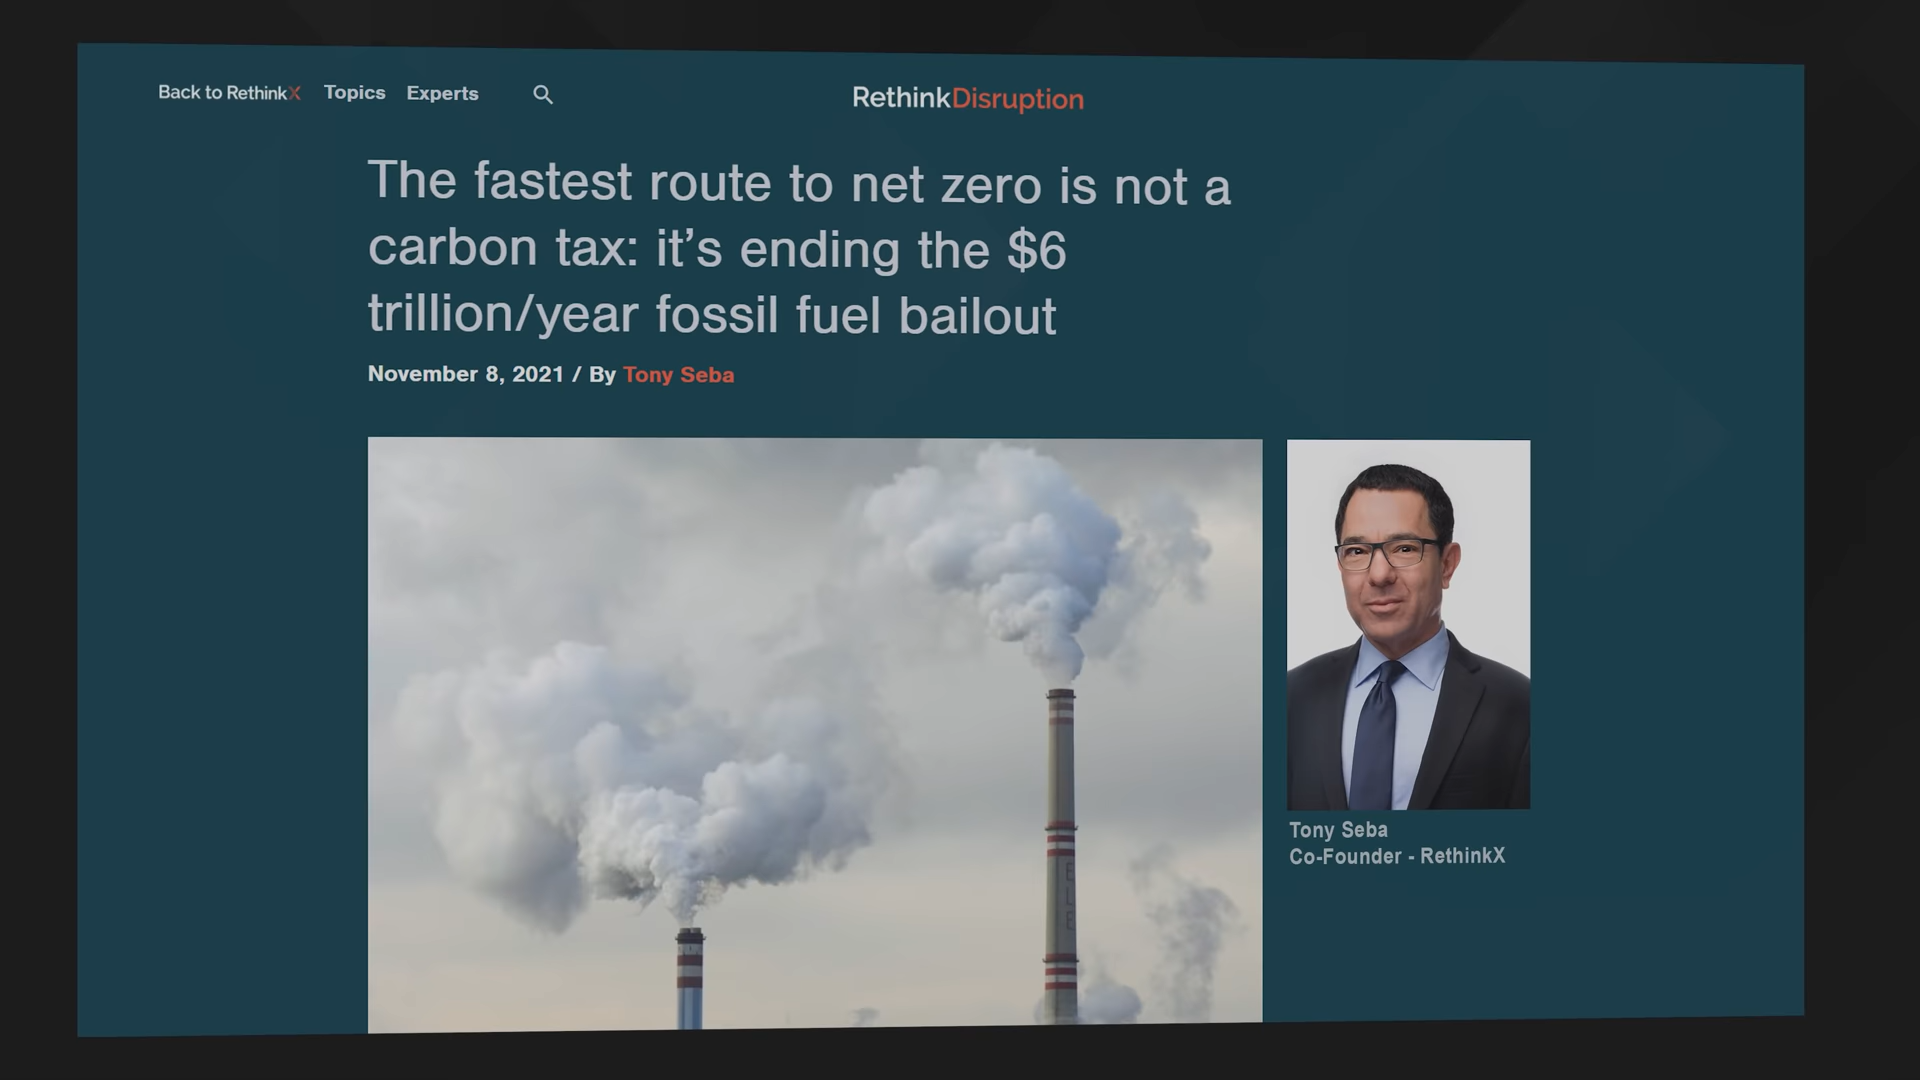 Back to RethinkX Topics Experts
RethinkDisruption
The fastest route to net zero is not a
carbon tax: it’s ending the $6
trillion/year fossil fuel bailout
November 8, 2021 / By Tony Seba
ELE
Tony Seba
Co-Founder - RethinkX